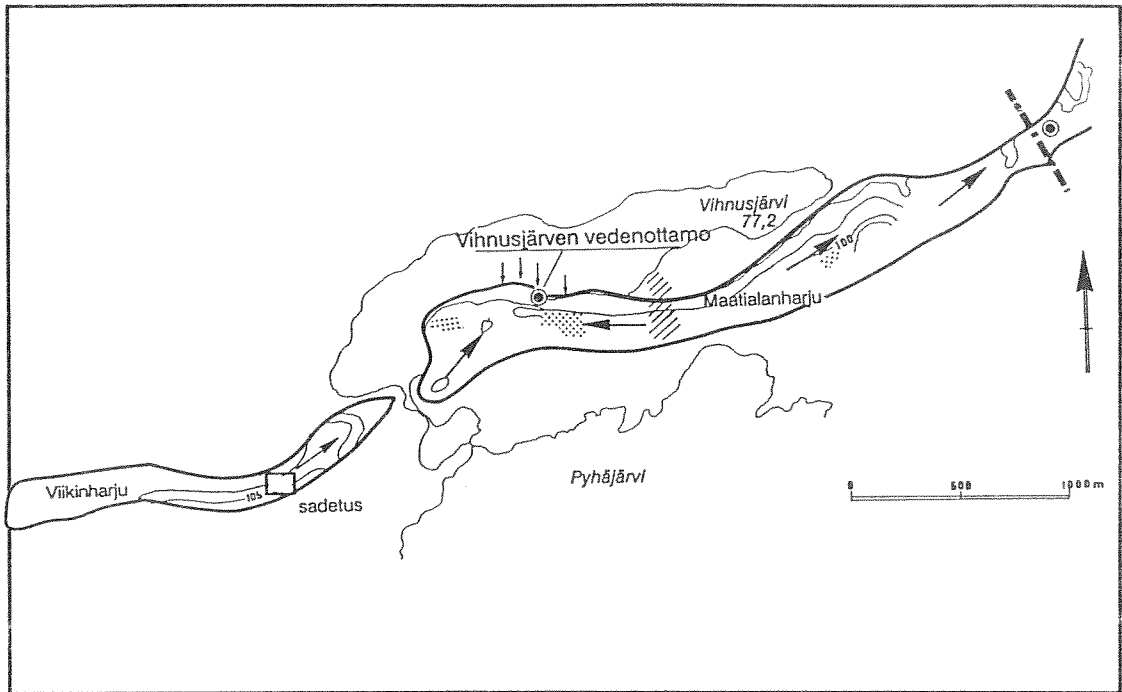 Vihnusjärvi
77,2
Vihnusjärven vedenottamo
100
Maatialanharju
Pyhäjärvi
Viikinharju
105
sadetus
0 500 1000 m